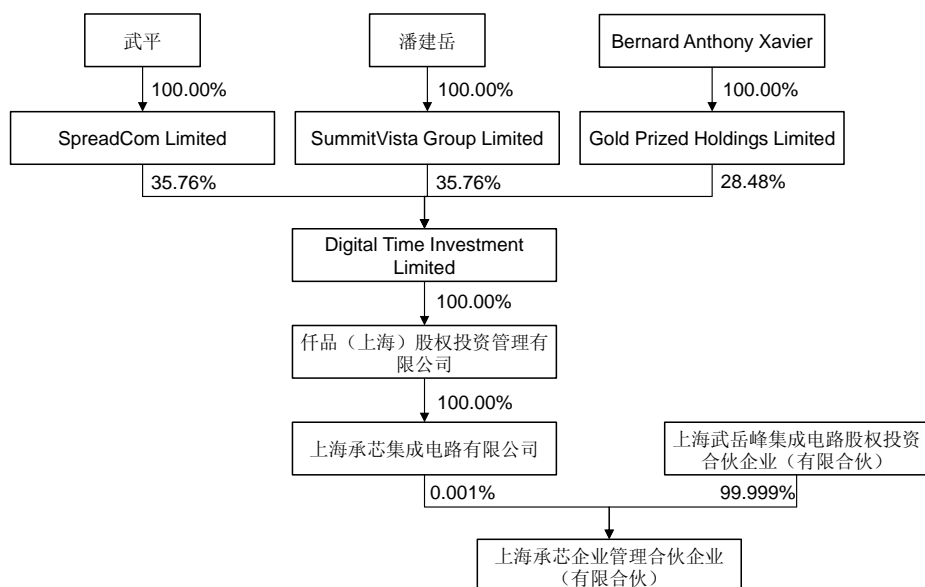 武平
潘建岳
Bernard Anthony Xavier
100.00%
100.00%
100.00%
SpreadCom Limited
SummitVista Group Limited
Gold Prized Holdings Limited
35.76%
35.76%
28.48%
Digital Time Investment
Limited
100.00%
仟品（上海）股权投资管理有
限公司
100.00%
上海承芯集成电路有限公司
上海武岳峰集成电路股权投资
合伙企业（有限合伙）
0.001%
99.999%
上海承芯企业管理合伙企业
（有限合伙）